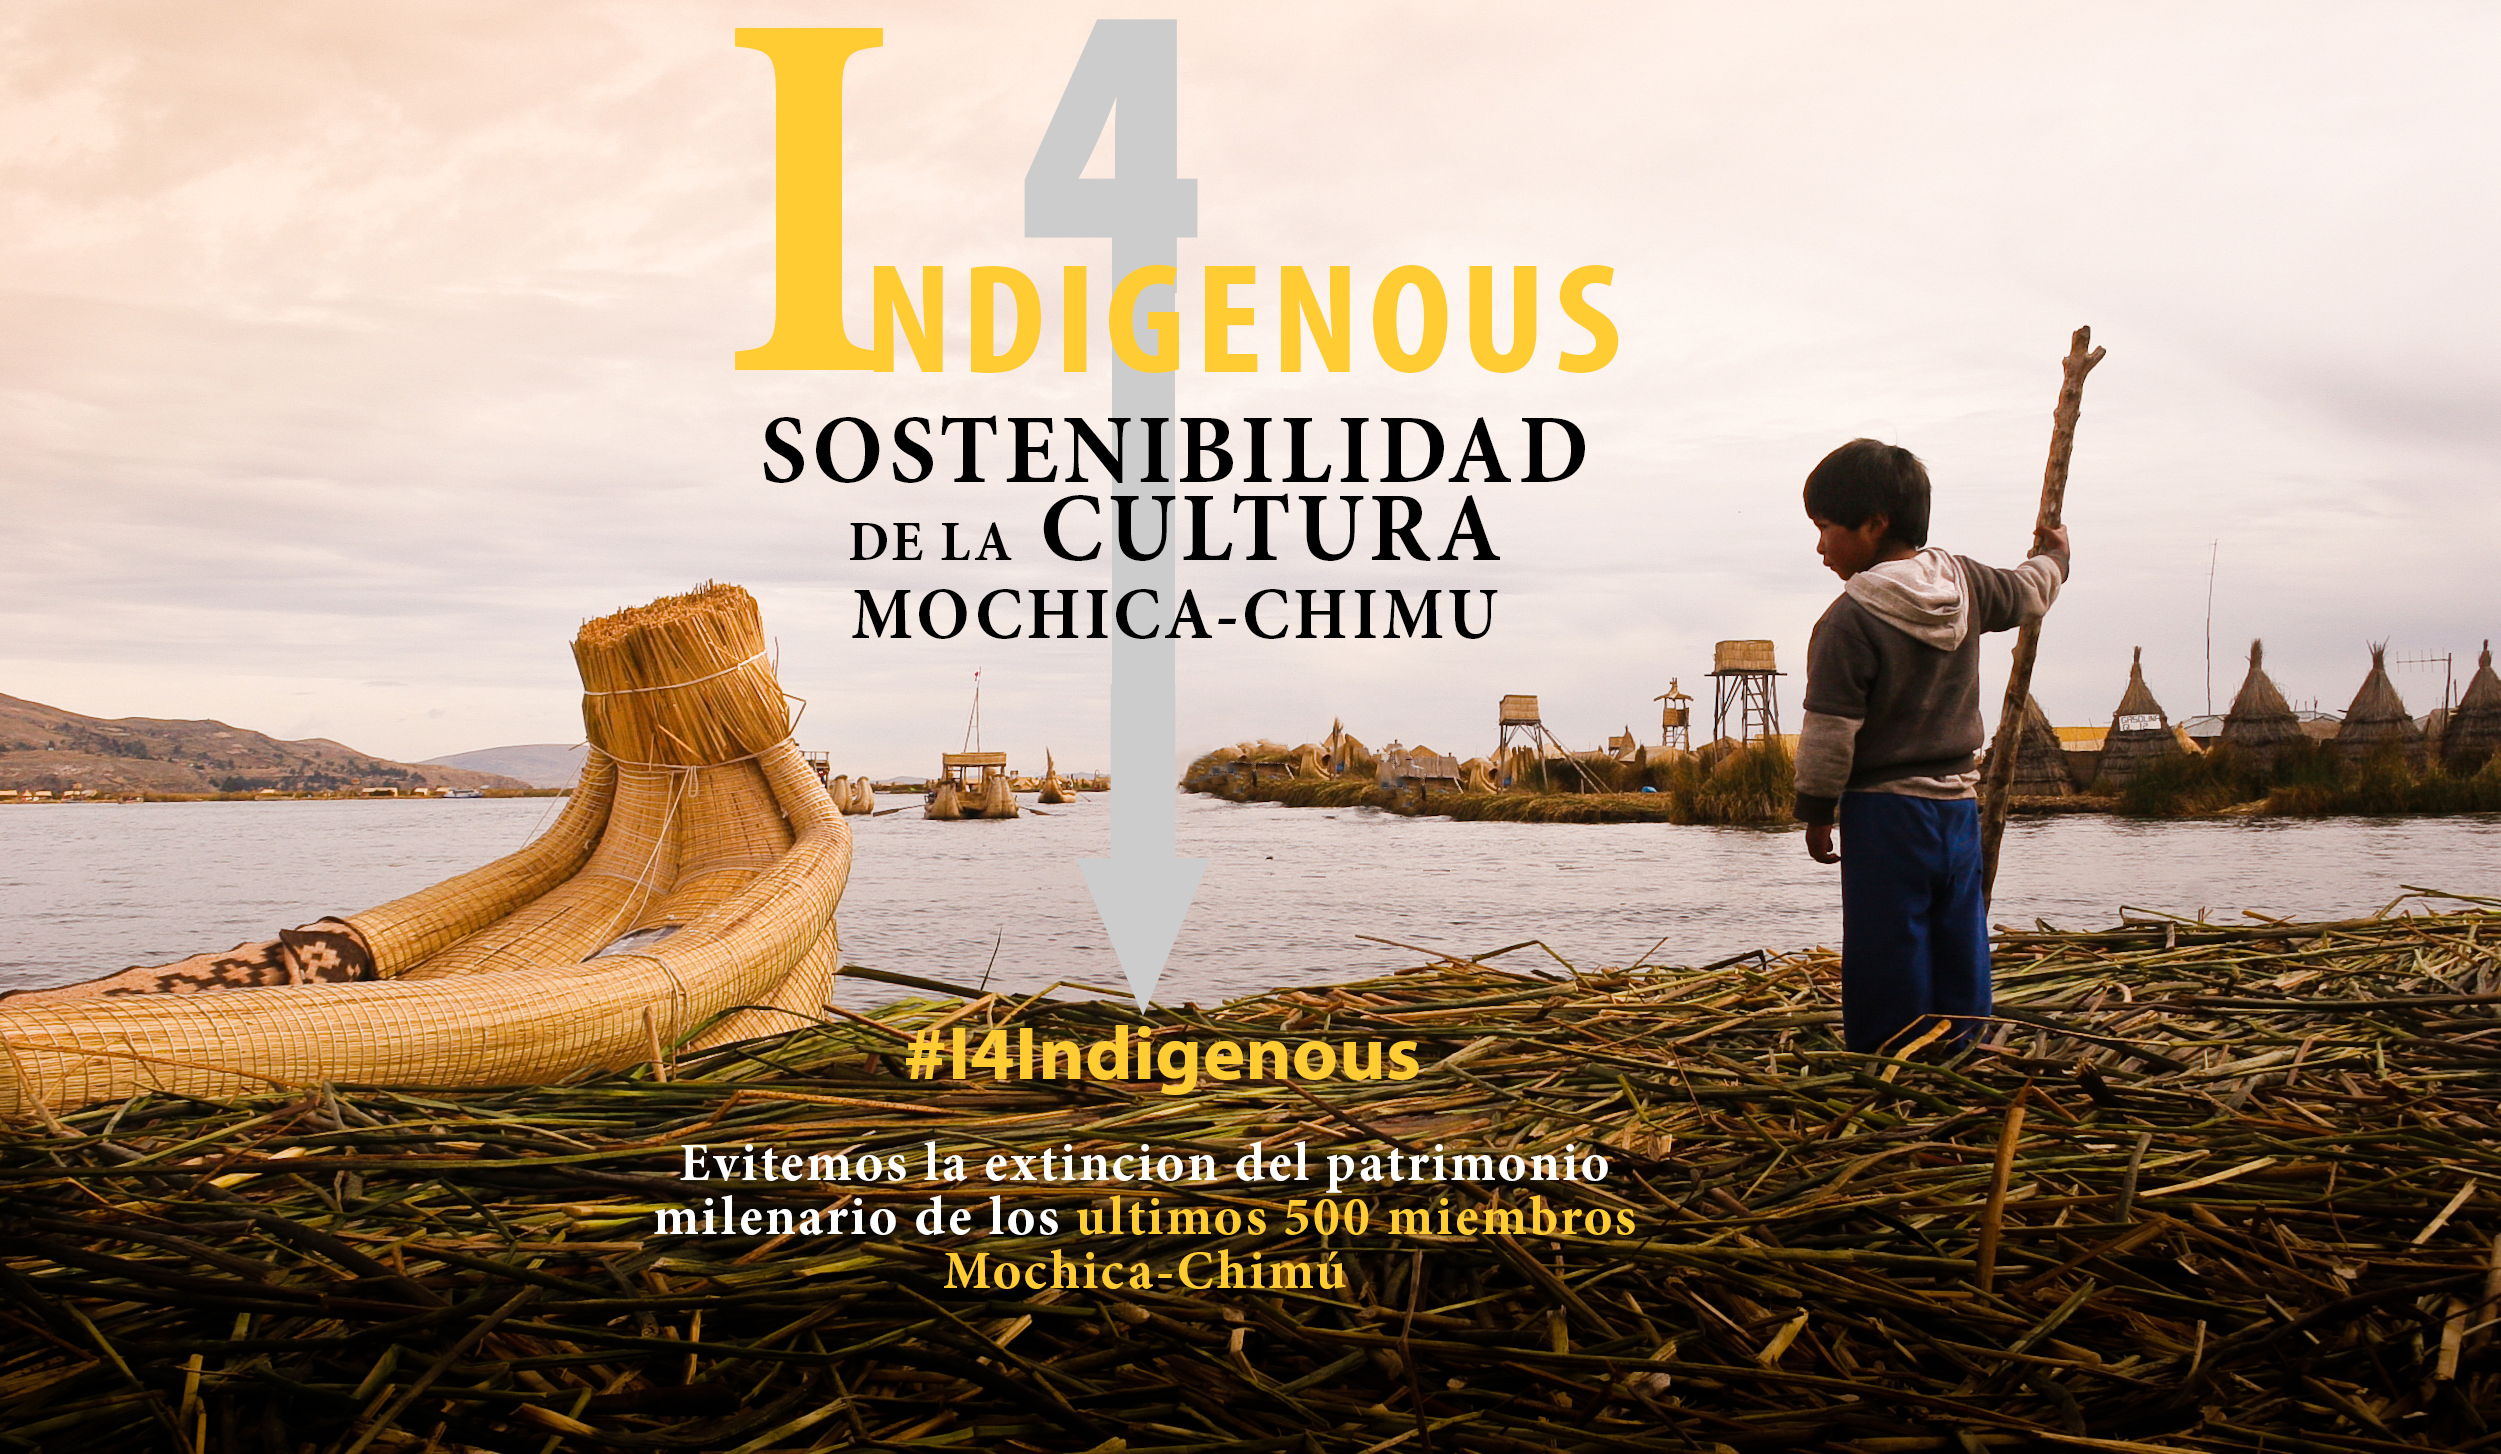 I4
INDIGENOUS
SOSTENIBILIDAD
DE LA CULTURA
MOCHICA-CHIMU
GASOLINA
#I4Indigenous
Evitemos la extincion del patrimonio
milenario de los ultimos 500 miembros
Mochica-Chimú